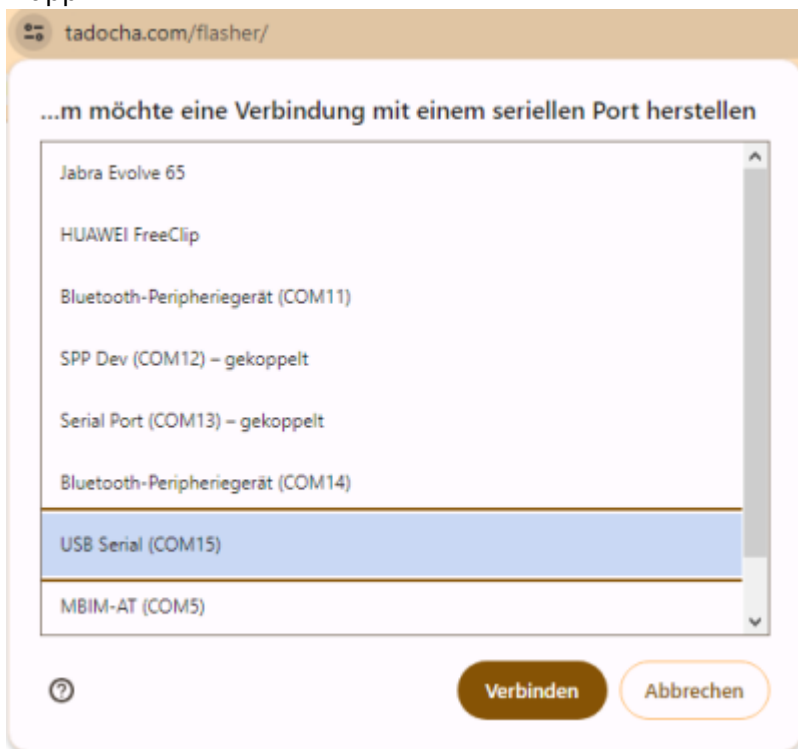 tadocha.com/flasher/
...m möchte eine Verbindung mit einem seriellen Port herstellen
Jabra Evolve 65
HUAWEI FreeClip
Bluetooth-Peripheriegerät (COM11)
SPP Dev (COM12) – gekoppelt
Serial Port (COM13) – gekoppelt
Bluetooth-Peripheriegerät (COM14)
USB Serial (COM15)
MBIM-AT (COM5)
Verbinden Abbrechen